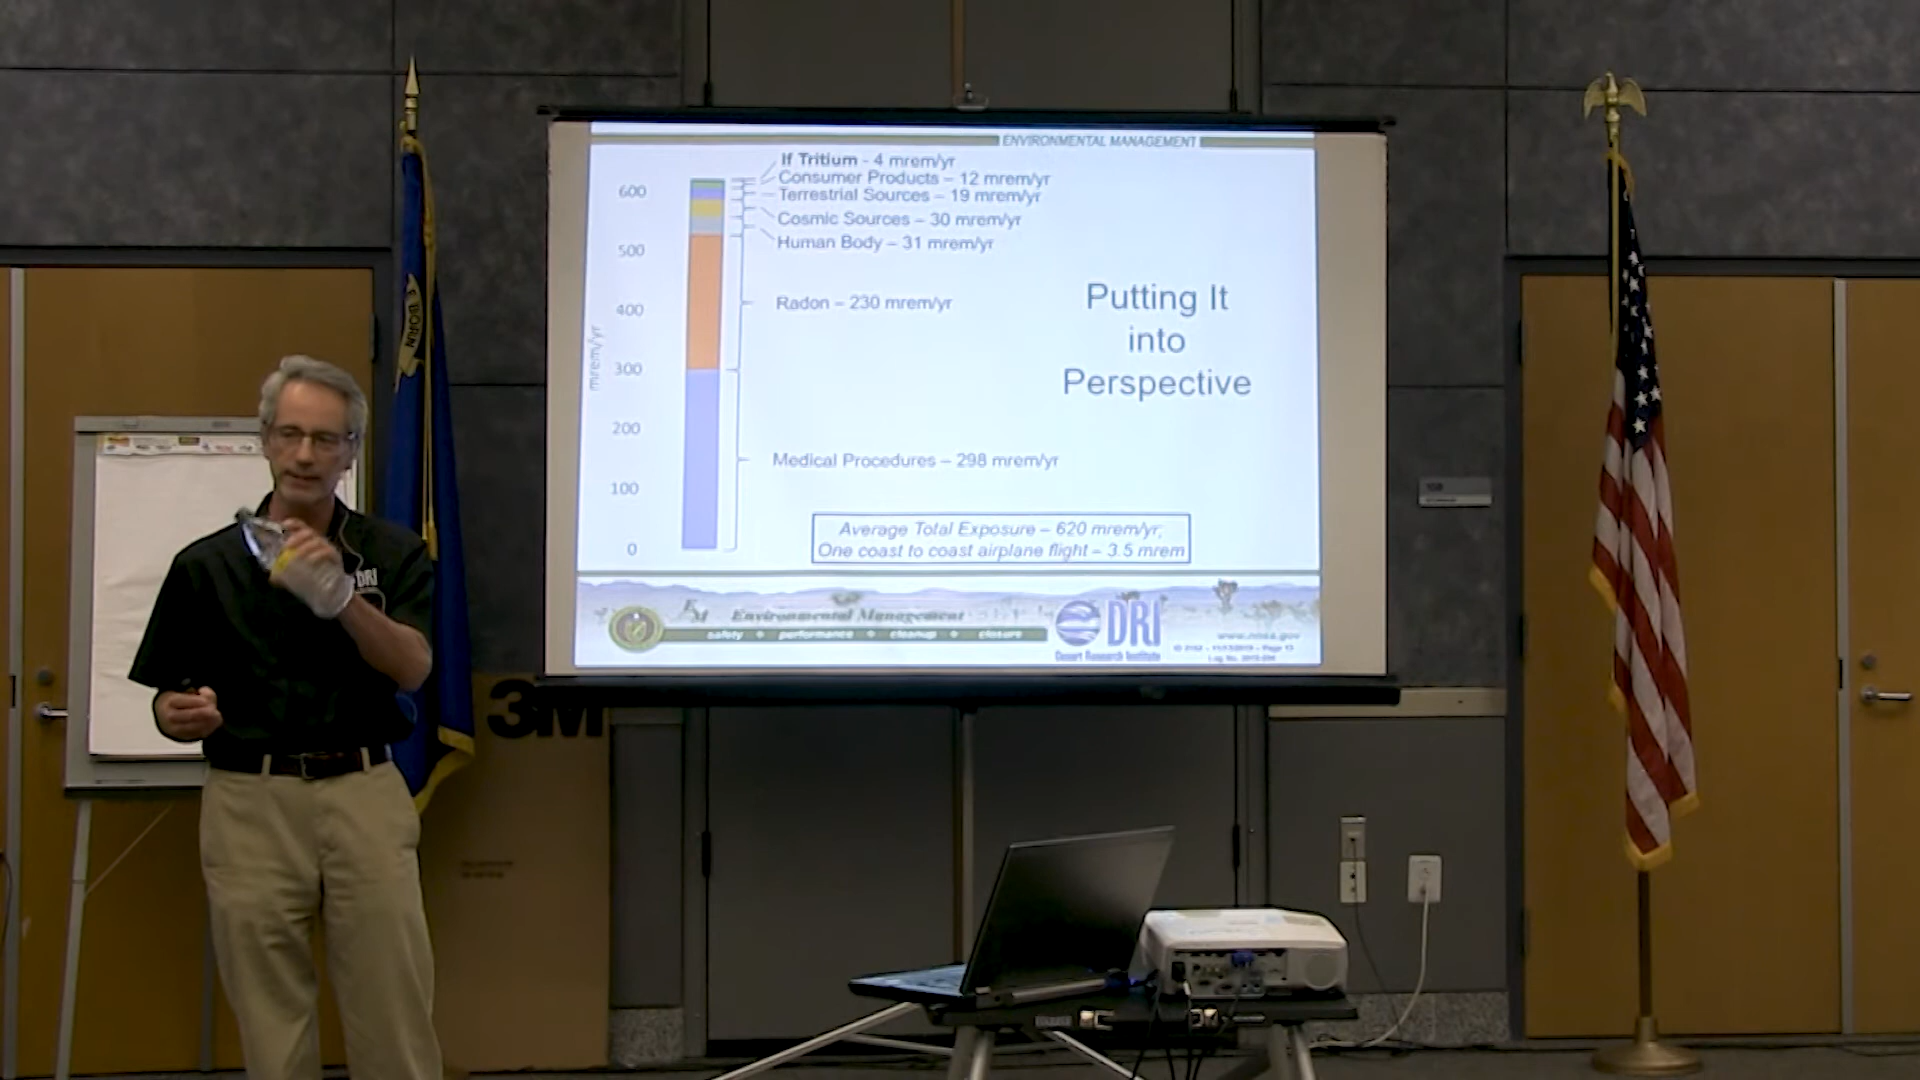 ENVIRONMENTAL MANAGEMENT
If Tritium - 4 mrem/yr
Consumer Products – 12 mrem/yr
Terrestrial Sources – 19 mrem/yr
Cosmic Sources – 30 mrem/yr
Human Body – 31 mrem/yr
Radon – 230 mrem/yr
Medical Procedures – 298 mrem/yr
600
500
400
300
200
100
0
mrem/yr
Putting It
into
Perspective
Average Total Exposure – 620 mrem/yr;
One coast to coast airplane flight – 3.5 mrem
EM Environmental Management
safety performance cleanup closure
DRI
Desert Research Institute
www.nnsa.gov
DRI
3M